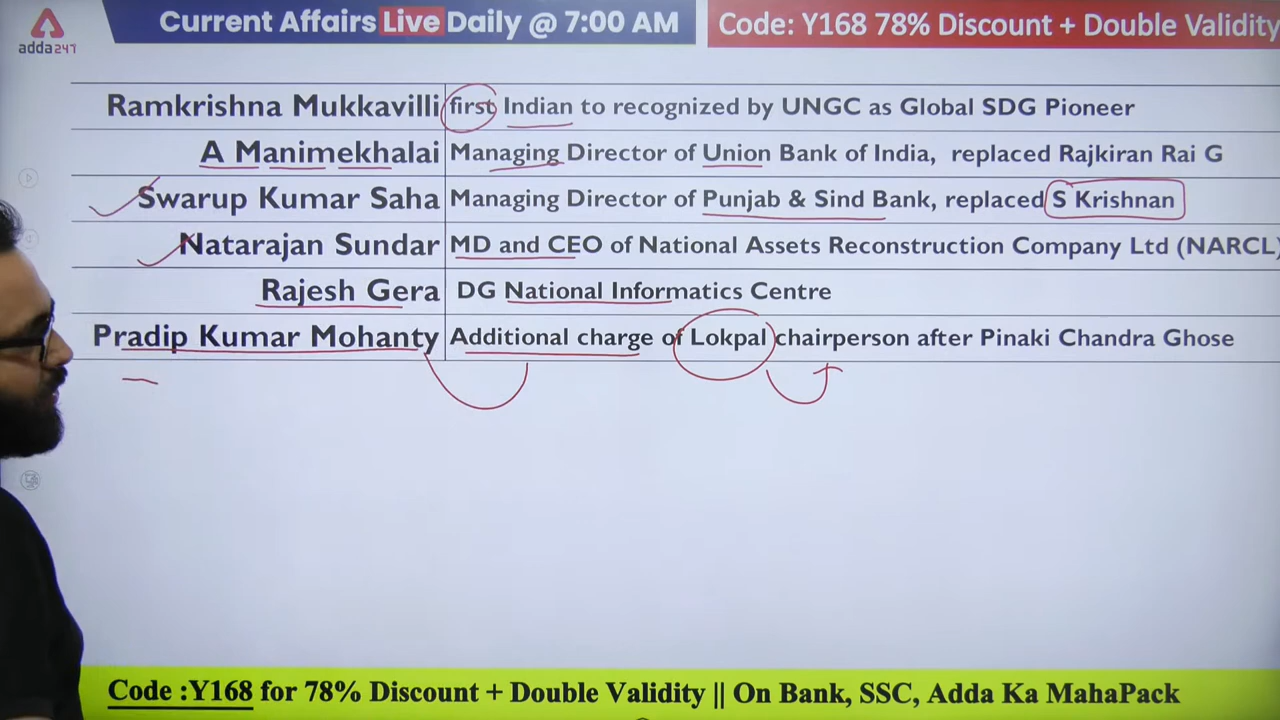 adda247
Current Affairs Live Daily @ 7:00 AM
Code: Y168 78% Discount + Double Validity
Ramkrishna Mukkavilli first Indian to recognized by UNGC as Global SDG Pioneer
A Manimekhalai Managing Director of Union Bank of India, replaced Rajkiran Rai G
Swarup Kumar Saha Managing Director of Punjab & Sind Bank, replaced S Krishnan
Natarajan Sundar MD and CEO of National Assets Reconstruction Company Ltd (NARCL)
Rajesh Gera DG National Informatics Centre
Pradip Kumar Mohanty Additional charge of Lokpal chairperson after Pinaki Chandra Ghose
Code :Y168 for 78% Discount + Double Validity || On Bank, SSC, Adda Ka MahaPack